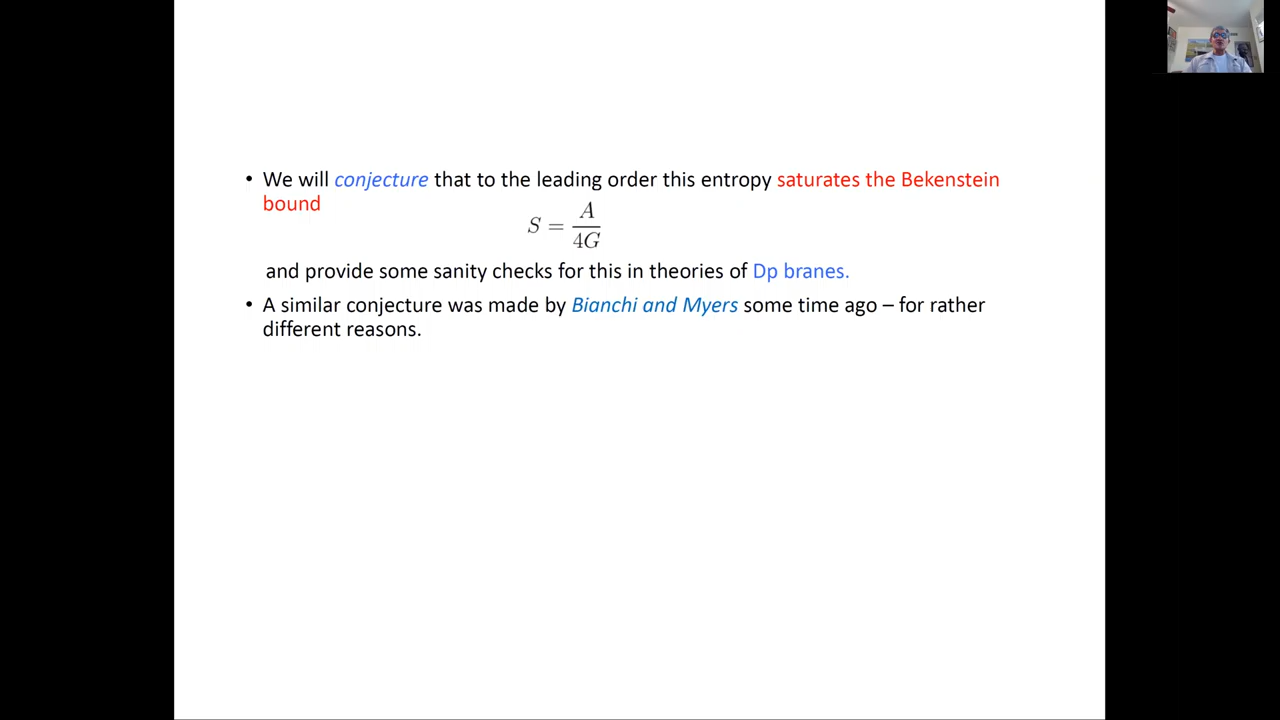 • We will conjecture that to the leading order this entropy saturates the Bekenstein
bound
S = A/4G
and provide some sanity checks for this in theories of Dp branes.
• A similar conjecture was made by Bianchi and Myers some time ago – for rather
different reasons.